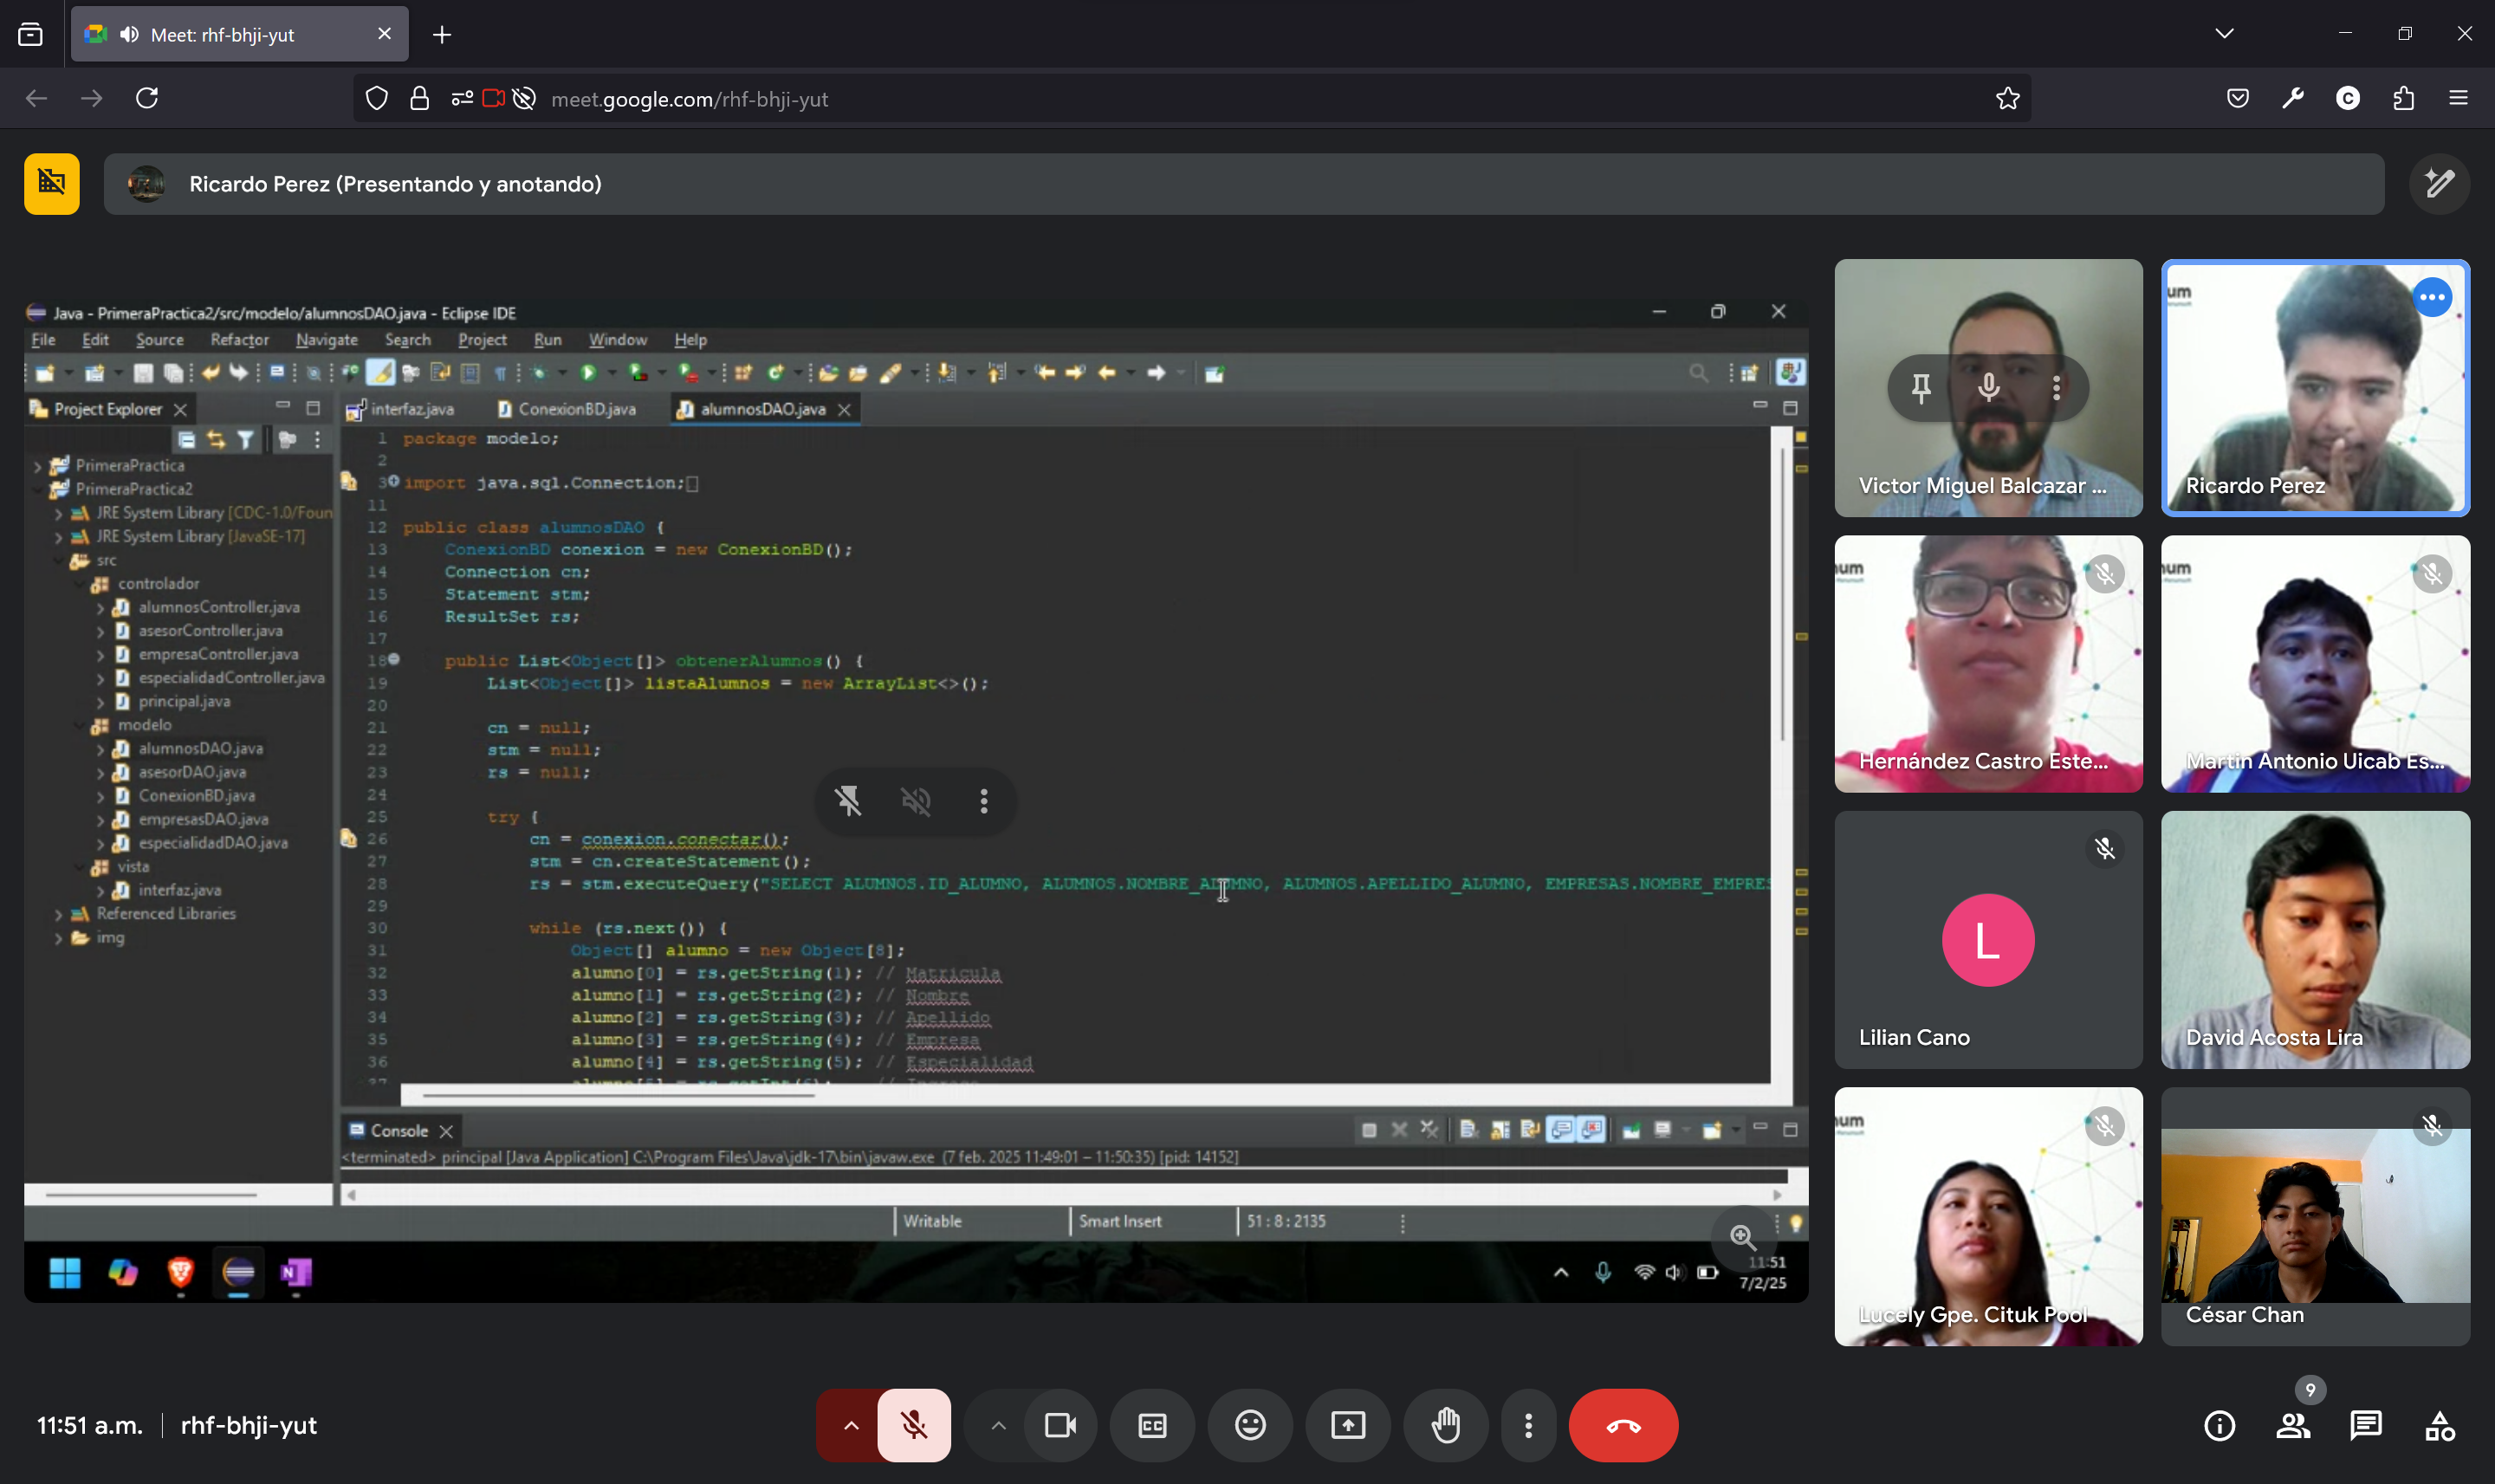 Meet: rhf-bhji-yut
meet.google.com/rhf-bhji-yut
C
Ricardo Perez (Presentando y anotando)
Java - PrimeraPractica2/src/modelo/alumnosDAO.java - Eclipse IDE
File Edit Source Refactor Navigate Search Project Run Window Help
Project Explorer
PrimeraPractica
PrimeraPractica2
JRE System Library [CDC-1.0/Foun
JRE System Library [JavaSE-17]
src
controlador
alumnosController.java
asesorController.java
empresaController.java
especialidadController.java
principal.java
modelo
alumnosDAO.java
asesorDAO.java
ConexionBD.java
empresasDAO.java
especialidadDAO.java
vista
interfaz.java
Referenced Libraries
img
interfaz.java ConexionBD.java alumnosDAO.java
1 package modelo;
2
3 import java.sql.Connection;
11
12 public class alumnosDAO {
13 ConexionBD conexion = new ConexionBD();
14 Connection cn;
15 Statement stm;
16 ResultSet rs;
17
18 public List<Object[]> obtenerAlumnos() {
19 List<Object[]> listaAlumnos = new ArrayList<>();
20
21 cn = null;
22 stm = null;
23 rs = null;
24
25 try {
26 cn = conexion.conectar();
27 stm = cn.createStatement();
28 rs = stm.executeQuery("SELECT ALUMNOS.ID_ALUMNO, ALUMNOS.NOMBRE_ALUMNO, ALUMNOS.APELLIDO_ALUMNO, EMPRESAS.NOMBRE_EMPRES
29
30 while (rs.next()) {
31 Object[] alumno = new Object[8];
32 alumno[0] = rs.getString(1); // Matricula
33 alumno[1] = rs.getString(2); // Nombre
34 alumno[2] = rs.getString(3); // Apellido
35 alumno[3] = rs.getString(4); // Empresa
36 alumno[4] = rs.getString(5); // Especialidad
Console
<terminated> principal [Java Application] C:\Program Files\Java\jdk-17\bin\javaw.exe (7 feb. 2025 11:49:01 – 11:50:35) [pid: 14152]
Writable Smart Insert 51 : 8 : 2135
11:51
7/2/25
Victor Miguel Balcazar ...
um
Ricardo Perez
um
Hernández Castro Este...
um
Martin Antonio Uicab Es...
L
Lilian Cano
David Acosta Lira
um
Lucely Gpe. Cituk Pool
César Chan
11:51 a.m. rhf-bhji-yut
CC
9